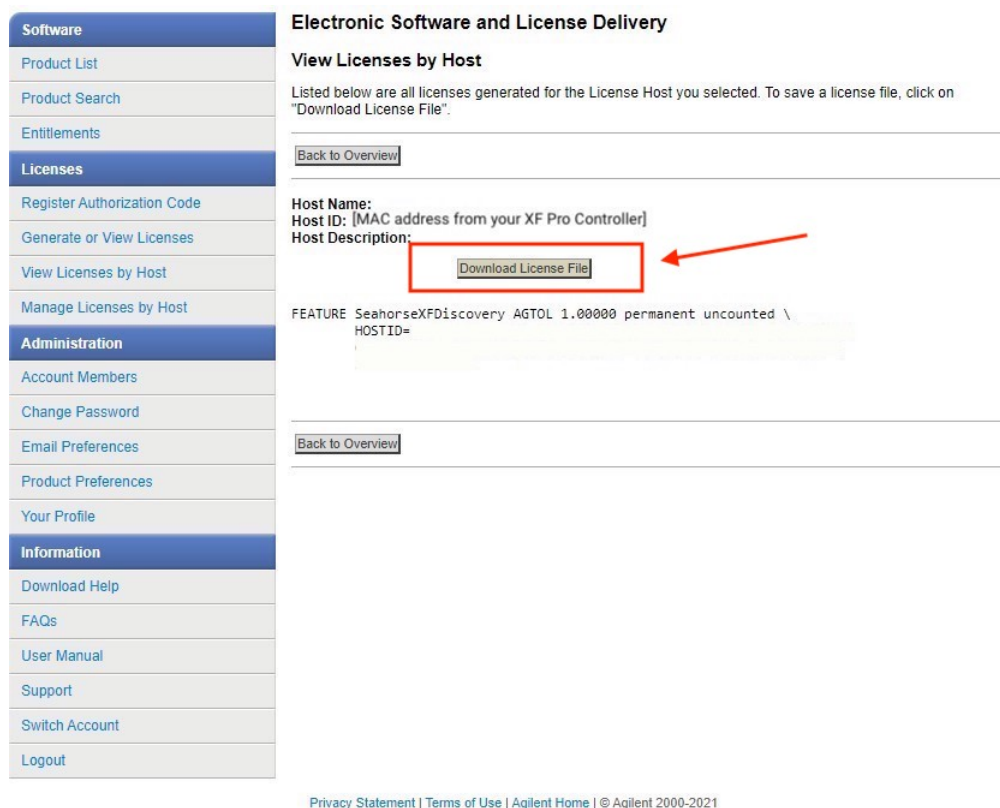 Software
Product List
Product Search
Entitlements
Licenses
Register Authorization Code
Generate or View Licenses
View Licenses by Host
Manage Licenses by Host
Administration
Account Members
Change Password
Email Preferences
Product Preferences
Your Profile
Information
Download Help
FAQs
User Manual
Support
Switch Account
Logout
Electronic Software and License Delivery
View Licenses by Host
Listed below are all licenses generated for the License Host you selected. To save a license file, click on
"Download License File".
Back to Overview
Host Name:
Host ID: [MAC address from your XF Pro Controller]
Host Description:
Download License File
FEATURE SeahorseXFDiscovery AGTOL 1.00000 permanent uncounted \
HOSTID=
Back to Overview
Privacy Statement | Terms of Use | Agilent Home | © Agilent 2000-2021